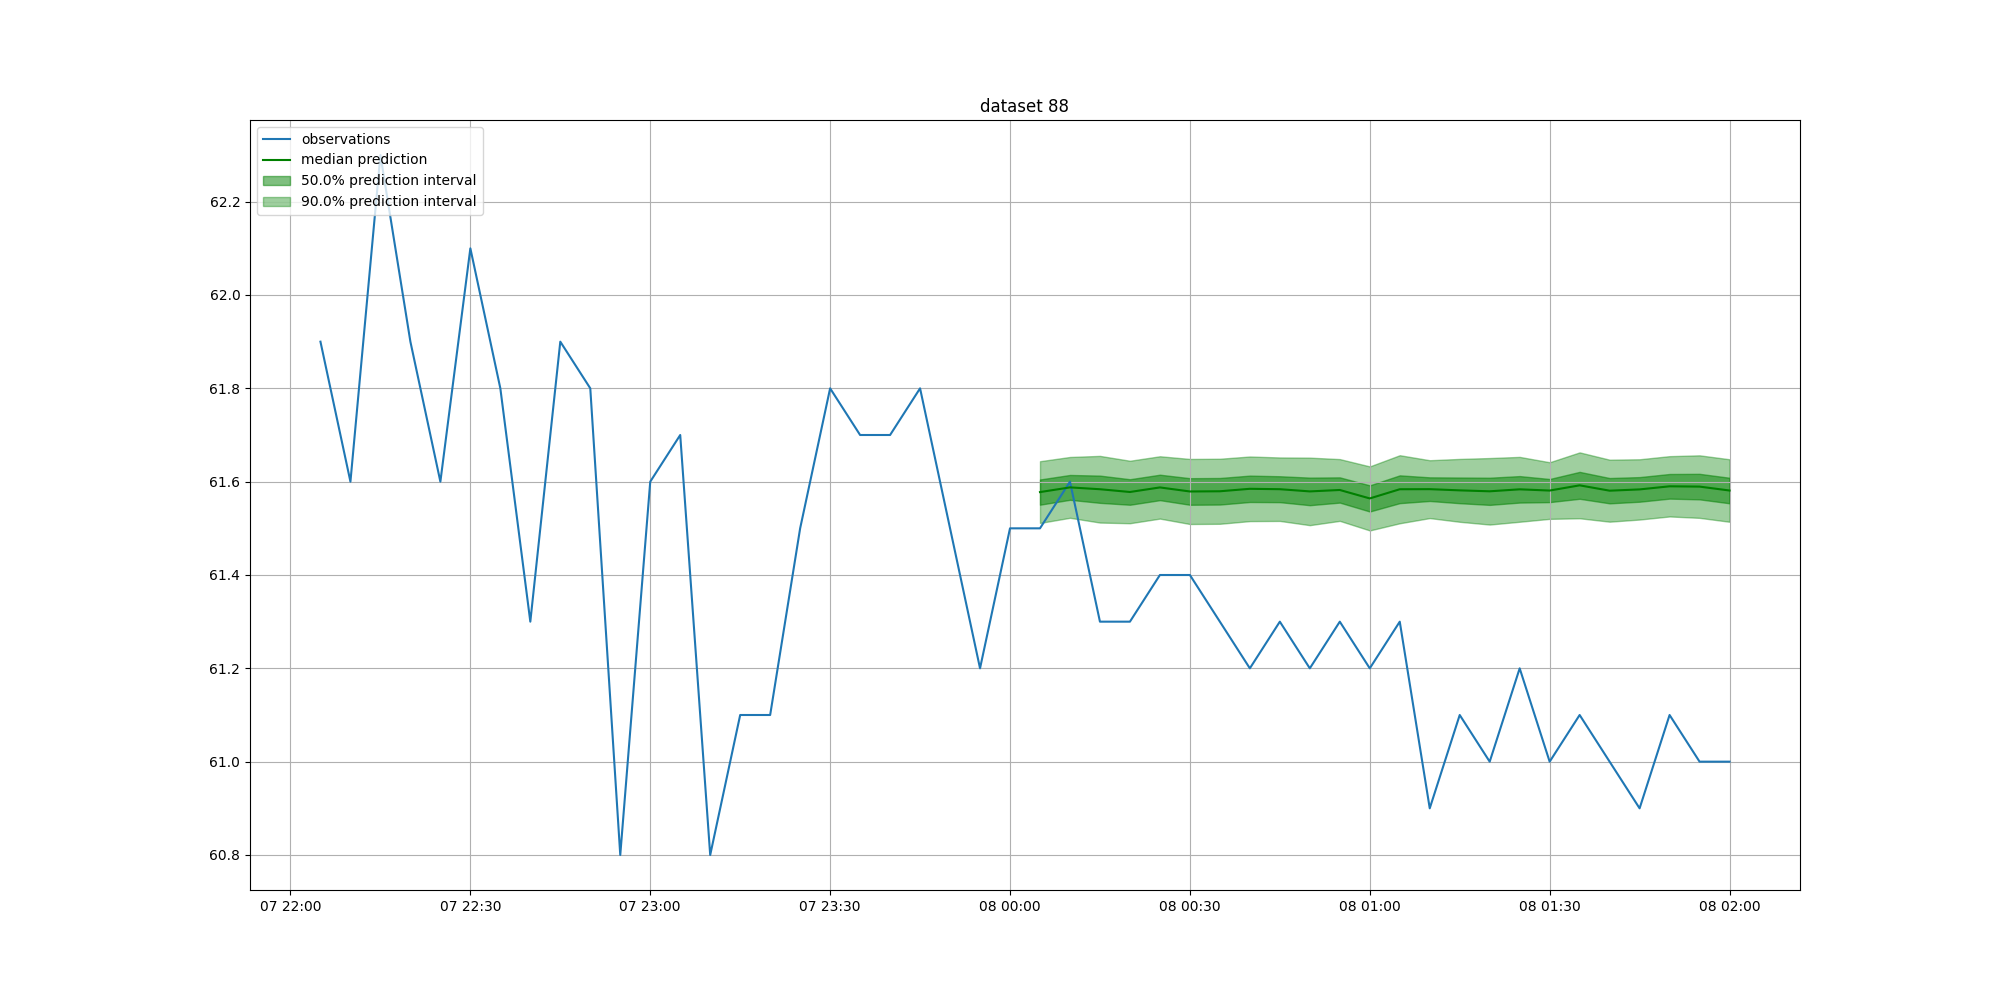 dataset 88
observations
median prediction
50.0% prediction interval
90.0% prediction interval
62.2
62.0
61.8
61.6
61.4
61.2
61.0
60.8
07 22:00 07 22:30 07 23:00 07 23:30 08 00:00 08 00:30 08 01:00 08 01:30 08 02:00